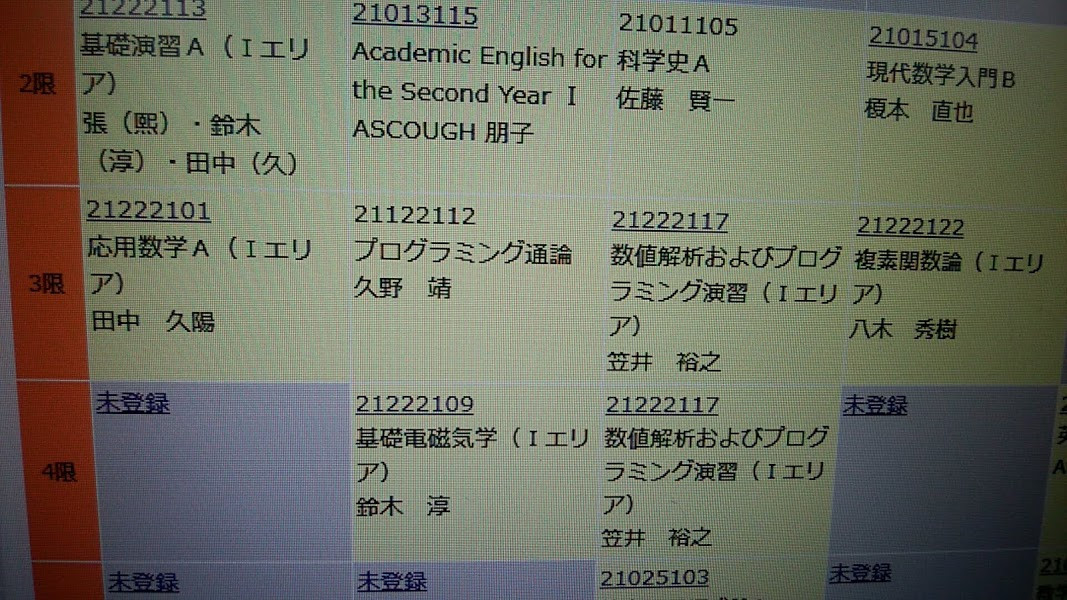 21222113
基礎演習A（Iエリ
ア）
張（熙）・鈴木
（淳）・田中（久）
21013115
Academic English for
the Second Year I
ASCOUGH 朋子
21011105
科学史A
佐藤 賢一
21015104
現代数学入門B
榎本 直也
2限
21222101
応用数学A（Iエリ
ア）
田中 久陽
21122112
プログラミング通論
久野 靖
21222117
数値解析およびプログ
ラミング演習（Iエリ
ア）
笠井 裕之
21222122
複素関数論（Iエリ
ア）
八木 秀樹
3限
未登録
21222109
基礎電磁気学（Iエリ
ア）
鈴木 淳
21222117
数値解析およびプログ
ラミング演習（Iエリ
ア）
笠井 裕之
未登録
4限
未登録
未登録
21025103
未登録